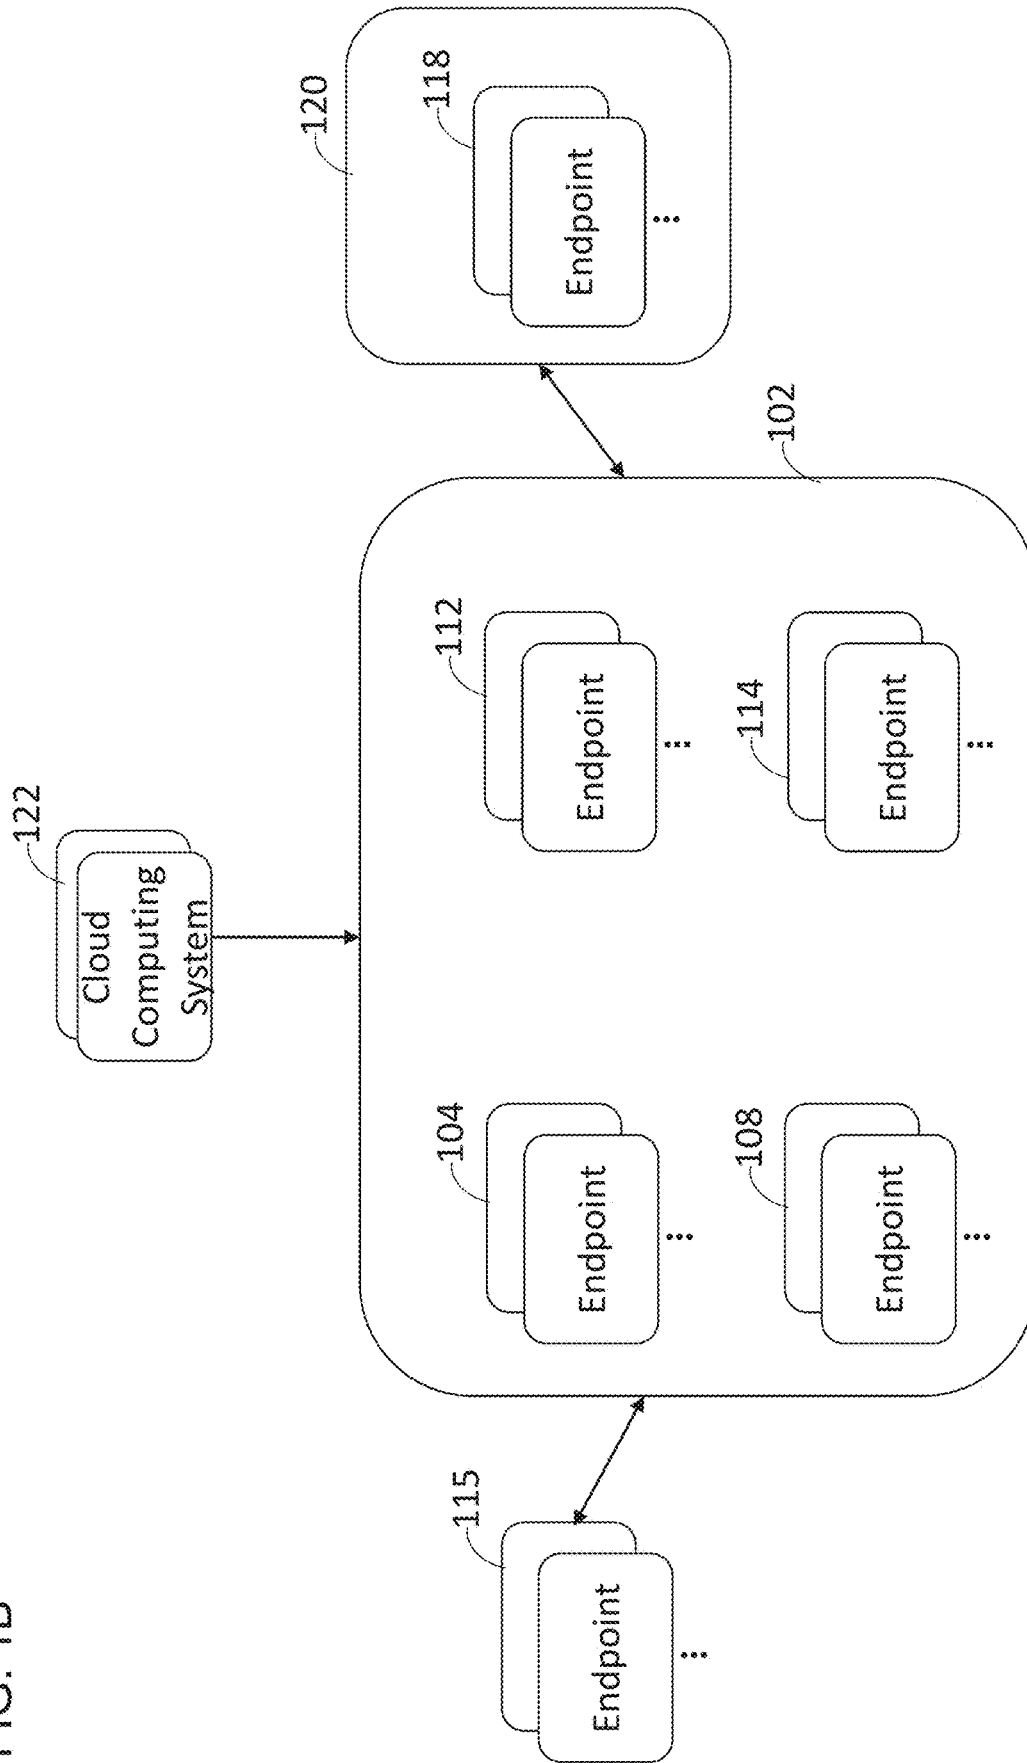 FIG. 1B
122
Cloud
Computing
System
115
Endpoint
...
104
Endpoint
...
112
Endpoint
...
108
Endpoint
...
114
Endpoint
...
102
120
118
Endpoint
...